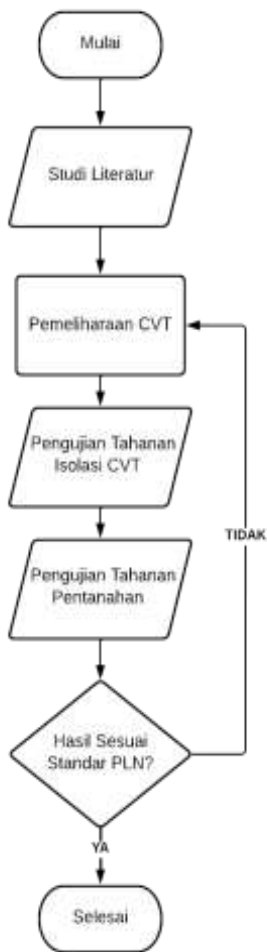 Mulai
Studi Literatur
Pemeliharaan CVT
Pengujian Tahanan
Isolasi CVT
Pengujian Tahanan
Pentanahan
TIDAK
Hasil Sesuai
Standar PLN?
YA
Selesai